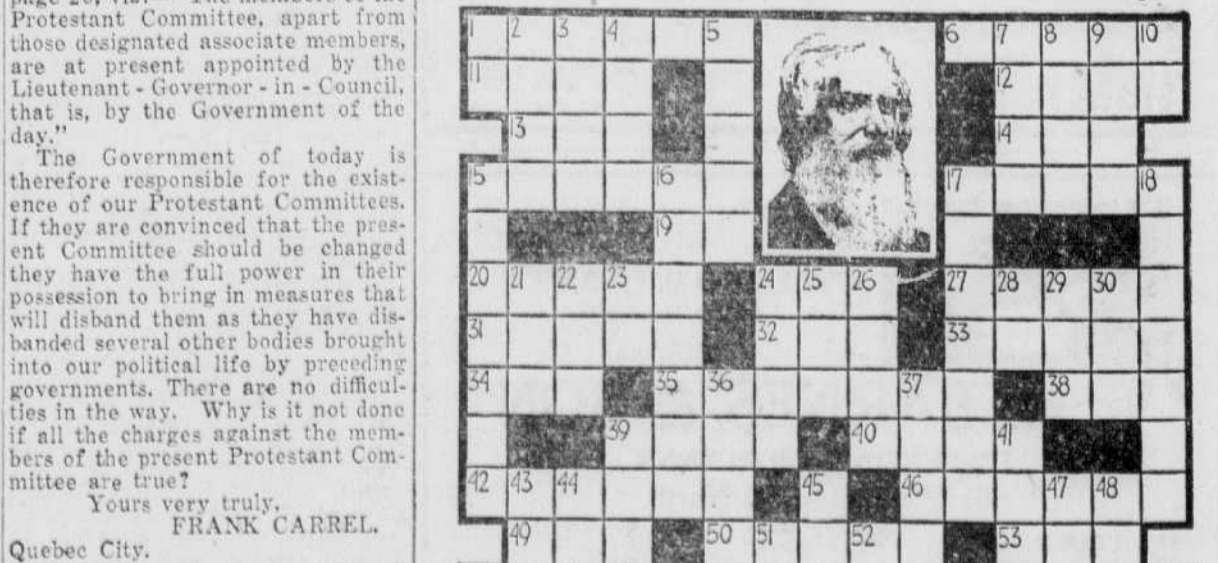 Protestant Committee, apart from
those designated associate members,
are at present appointed by the
Lieutenant - Governor - in - Council,
that is, by the Government of the
day."
The Government of today is
therefore responsible for the exist-
ence of our Protestant Committees.
If they are convinced that the pres-
ent Committee should be changed
they have the full power in their
possession to bring in measures that
will disband them as they have dis-
banded several other bodies brought
into our political life by preceding
governments. There are no difficul-
ties in the way. Why is it not done
if all the charges against the mem-
bers of the present Protestant Com-
mittee are true?
Yours very truly,
FRANK CARREL.
Quebec City.
1 2 3 4 5 6 7 8 9 10
11 12
13 14
15 16 17 18
19
20 21 22 23 24 25 26 27 28 29 30
31 32 33
34 35 36 37 38
39 40 41
42 43 44 45 46 47 48
49 50 51 52 53